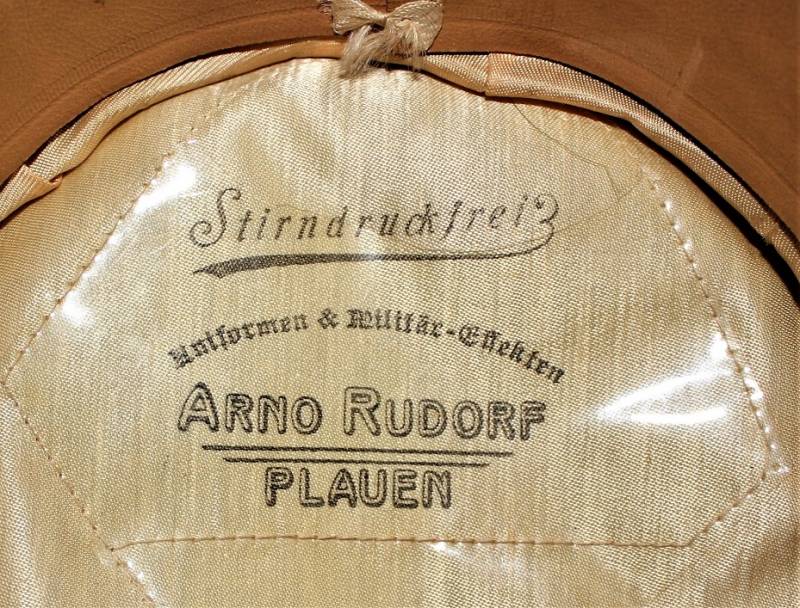 Stirndruckfrei
Uniformen & Militär-Effekten
ARNO RUDORF
PLAUEN